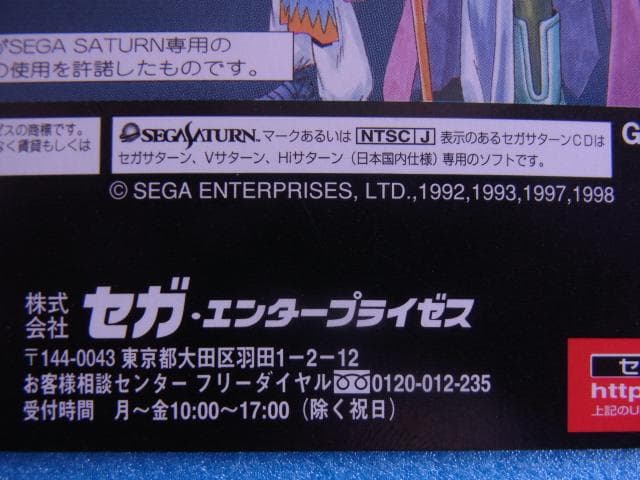 がSEGA SATURN専用の
の使用を許諾したものです。
ズスの商標です。
なく賃貸もしくは
SEGASATURN™ マークあるいは NTSC J 表示のあるセガサターンCDは
セガサターン、Vサターン、Hiサターン（日本国内仕様）専用のソフトです。
G
© SEGA ENTERPRISES, LTD.,1992,1993,1997,1998
株式会社 セガ・エンタープライゼス
〒144-0043 東京都大田区羽田1－2－12
お客様相談センター フリーダイヤル 0120-012-235
受付時間 月～金10:00～17:00（除く祝日）
セ
http
上記のU